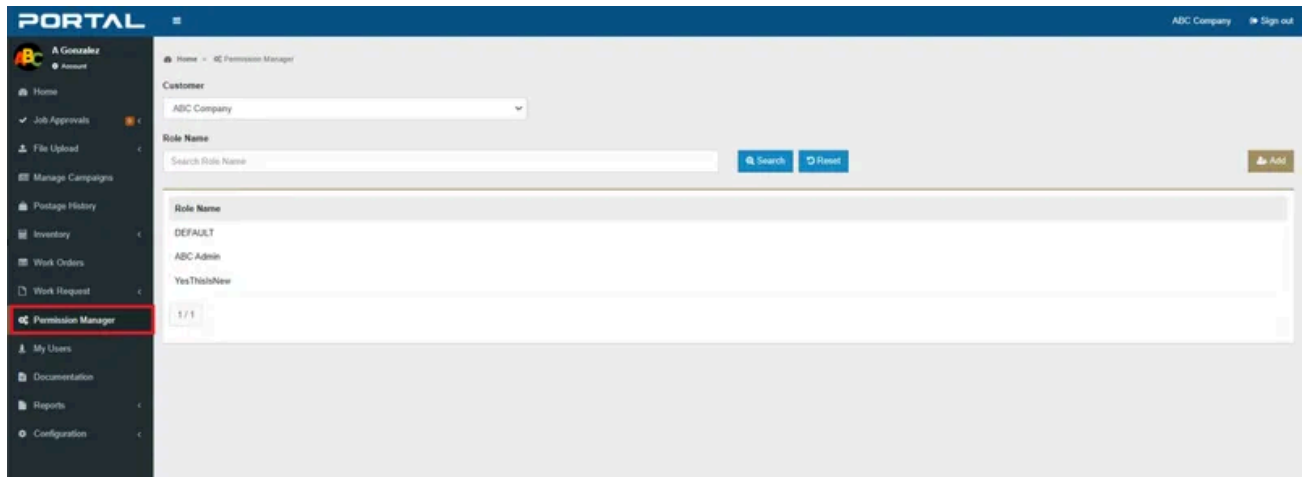 PORTAL
ABC Company
Sign out
ABC
A Gonzalez
Account
Home
Job Approvals
File Upload
Manage Campaigns
Postage History
Inventory
Work Orders
Work Request
Permission Manager
My Users
Documentation
Reports
Configuration
Home
Permission Manager
Customer
ABC Company
Role Name
Search Role Name
Search
Reset
Add
Role Name
DEFAULT
ABC Admin
YesThisIsNew
1 / 1